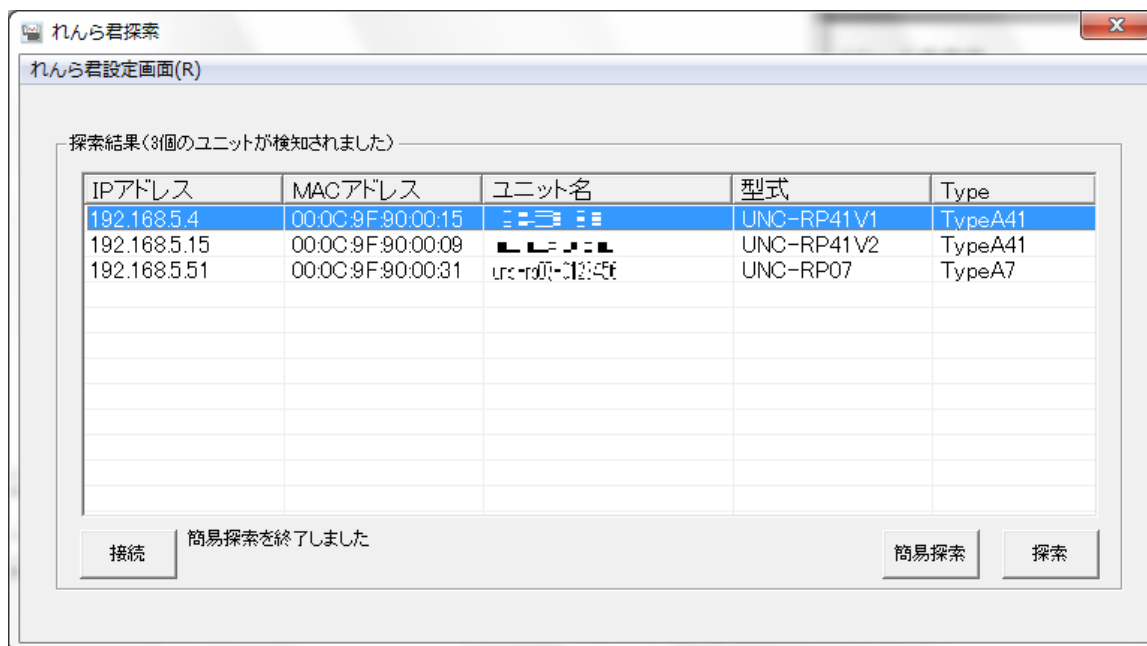 れんら君探索
れんら君設定画面(R)
探索結果(3個のユニットが検知されました)
IPアドレス MACアドレス ユニット名 型式 Type
192.168.5.4 00:0C:9F:90:00:15 UNC-RP41V1 TypeA41
192.168.5.15 00:0C:9F:90:00:09 UNC-RP41V2 TypeA41
192.168.5.51 00:0C:9F:90:00:31 UNC-RP07 TypeA7
接続 簡易探索を終了しました 簡易探索 探索